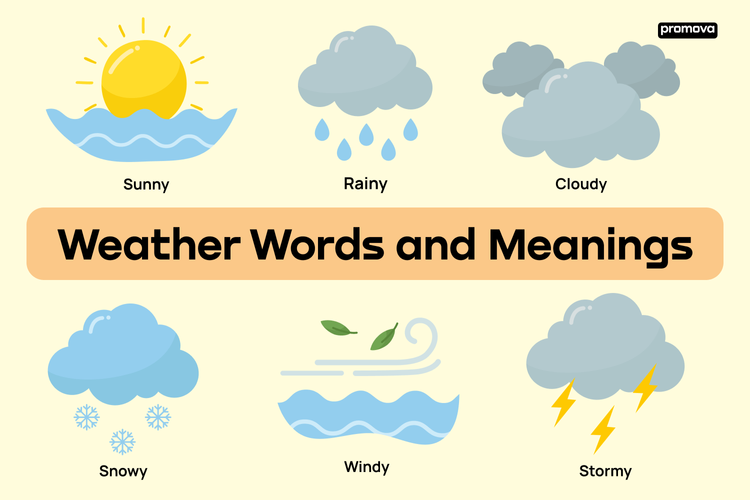 promova
Sunny
Rainy
Cloudy
Weather Words and Meanings
Snowy
Windy
Stormy